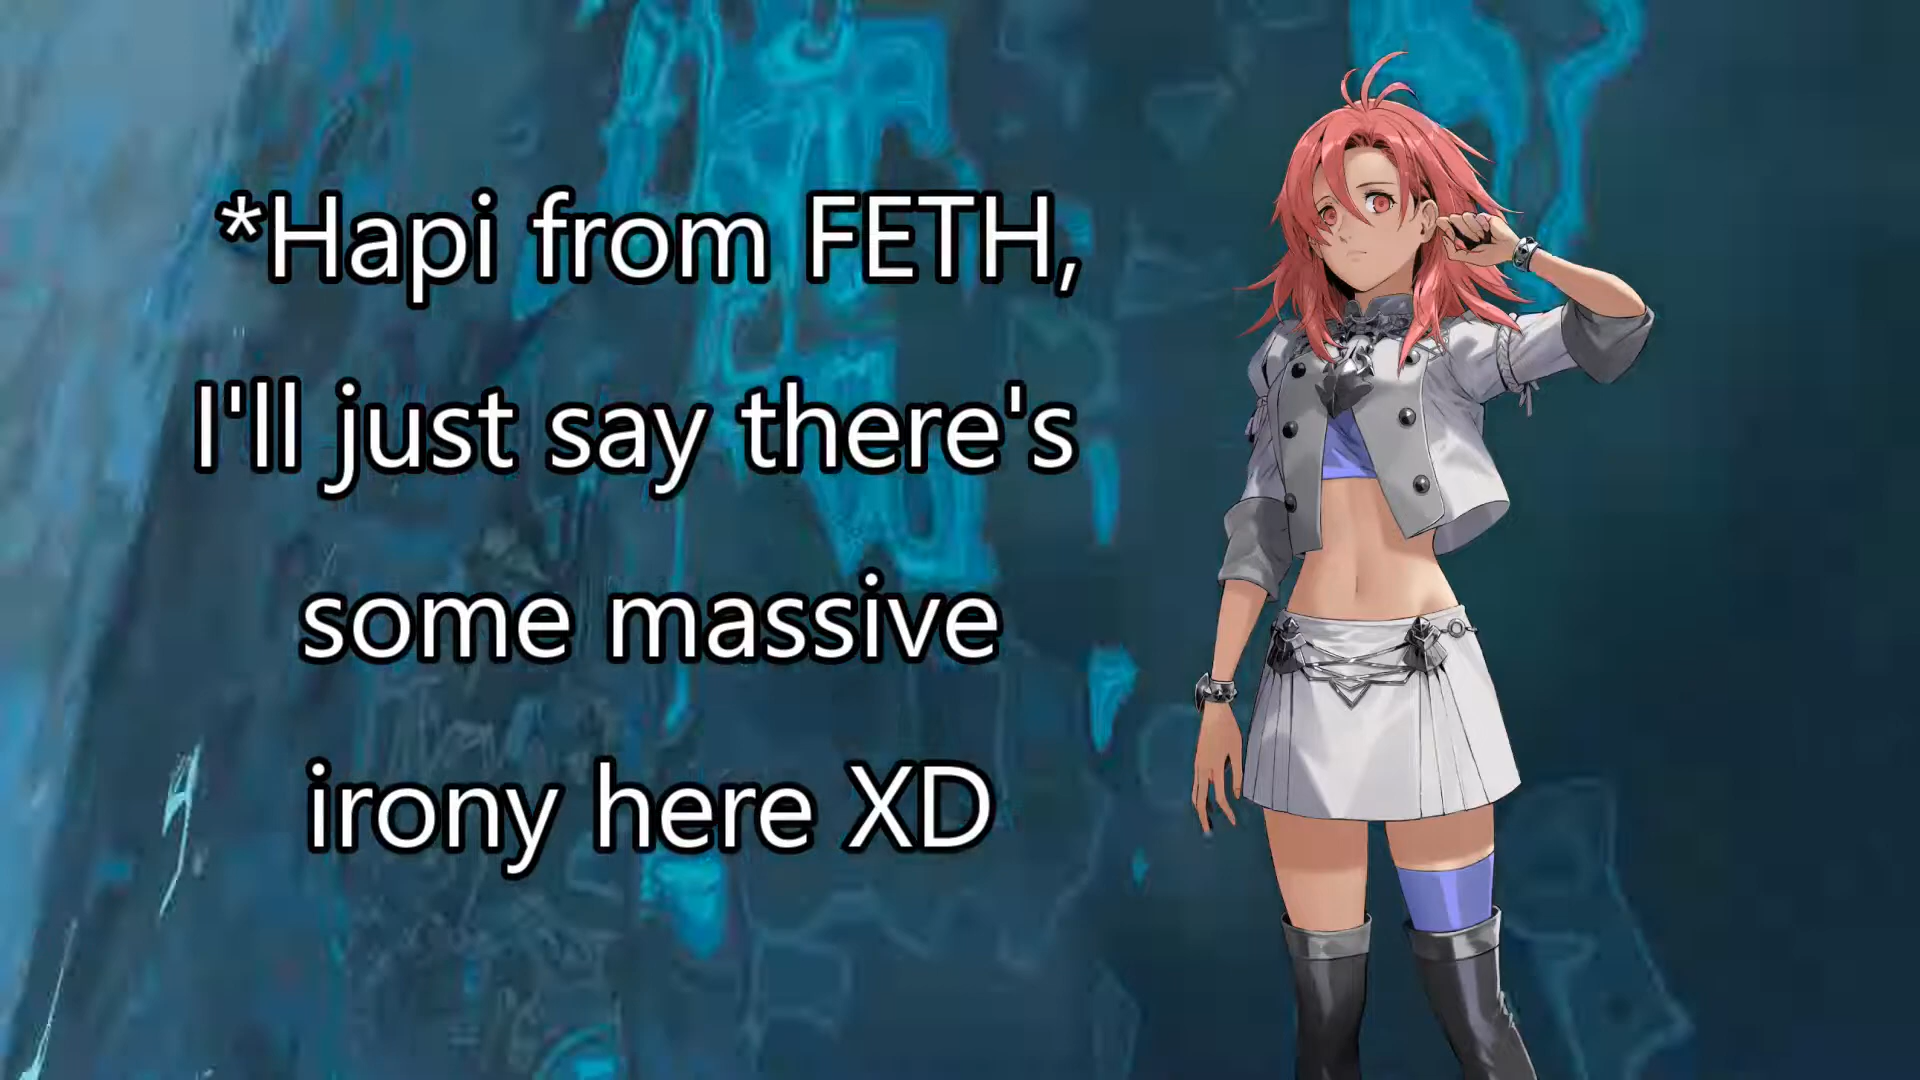 *Hapi from FETH,
I'll just say there's
some massive
irony here XD